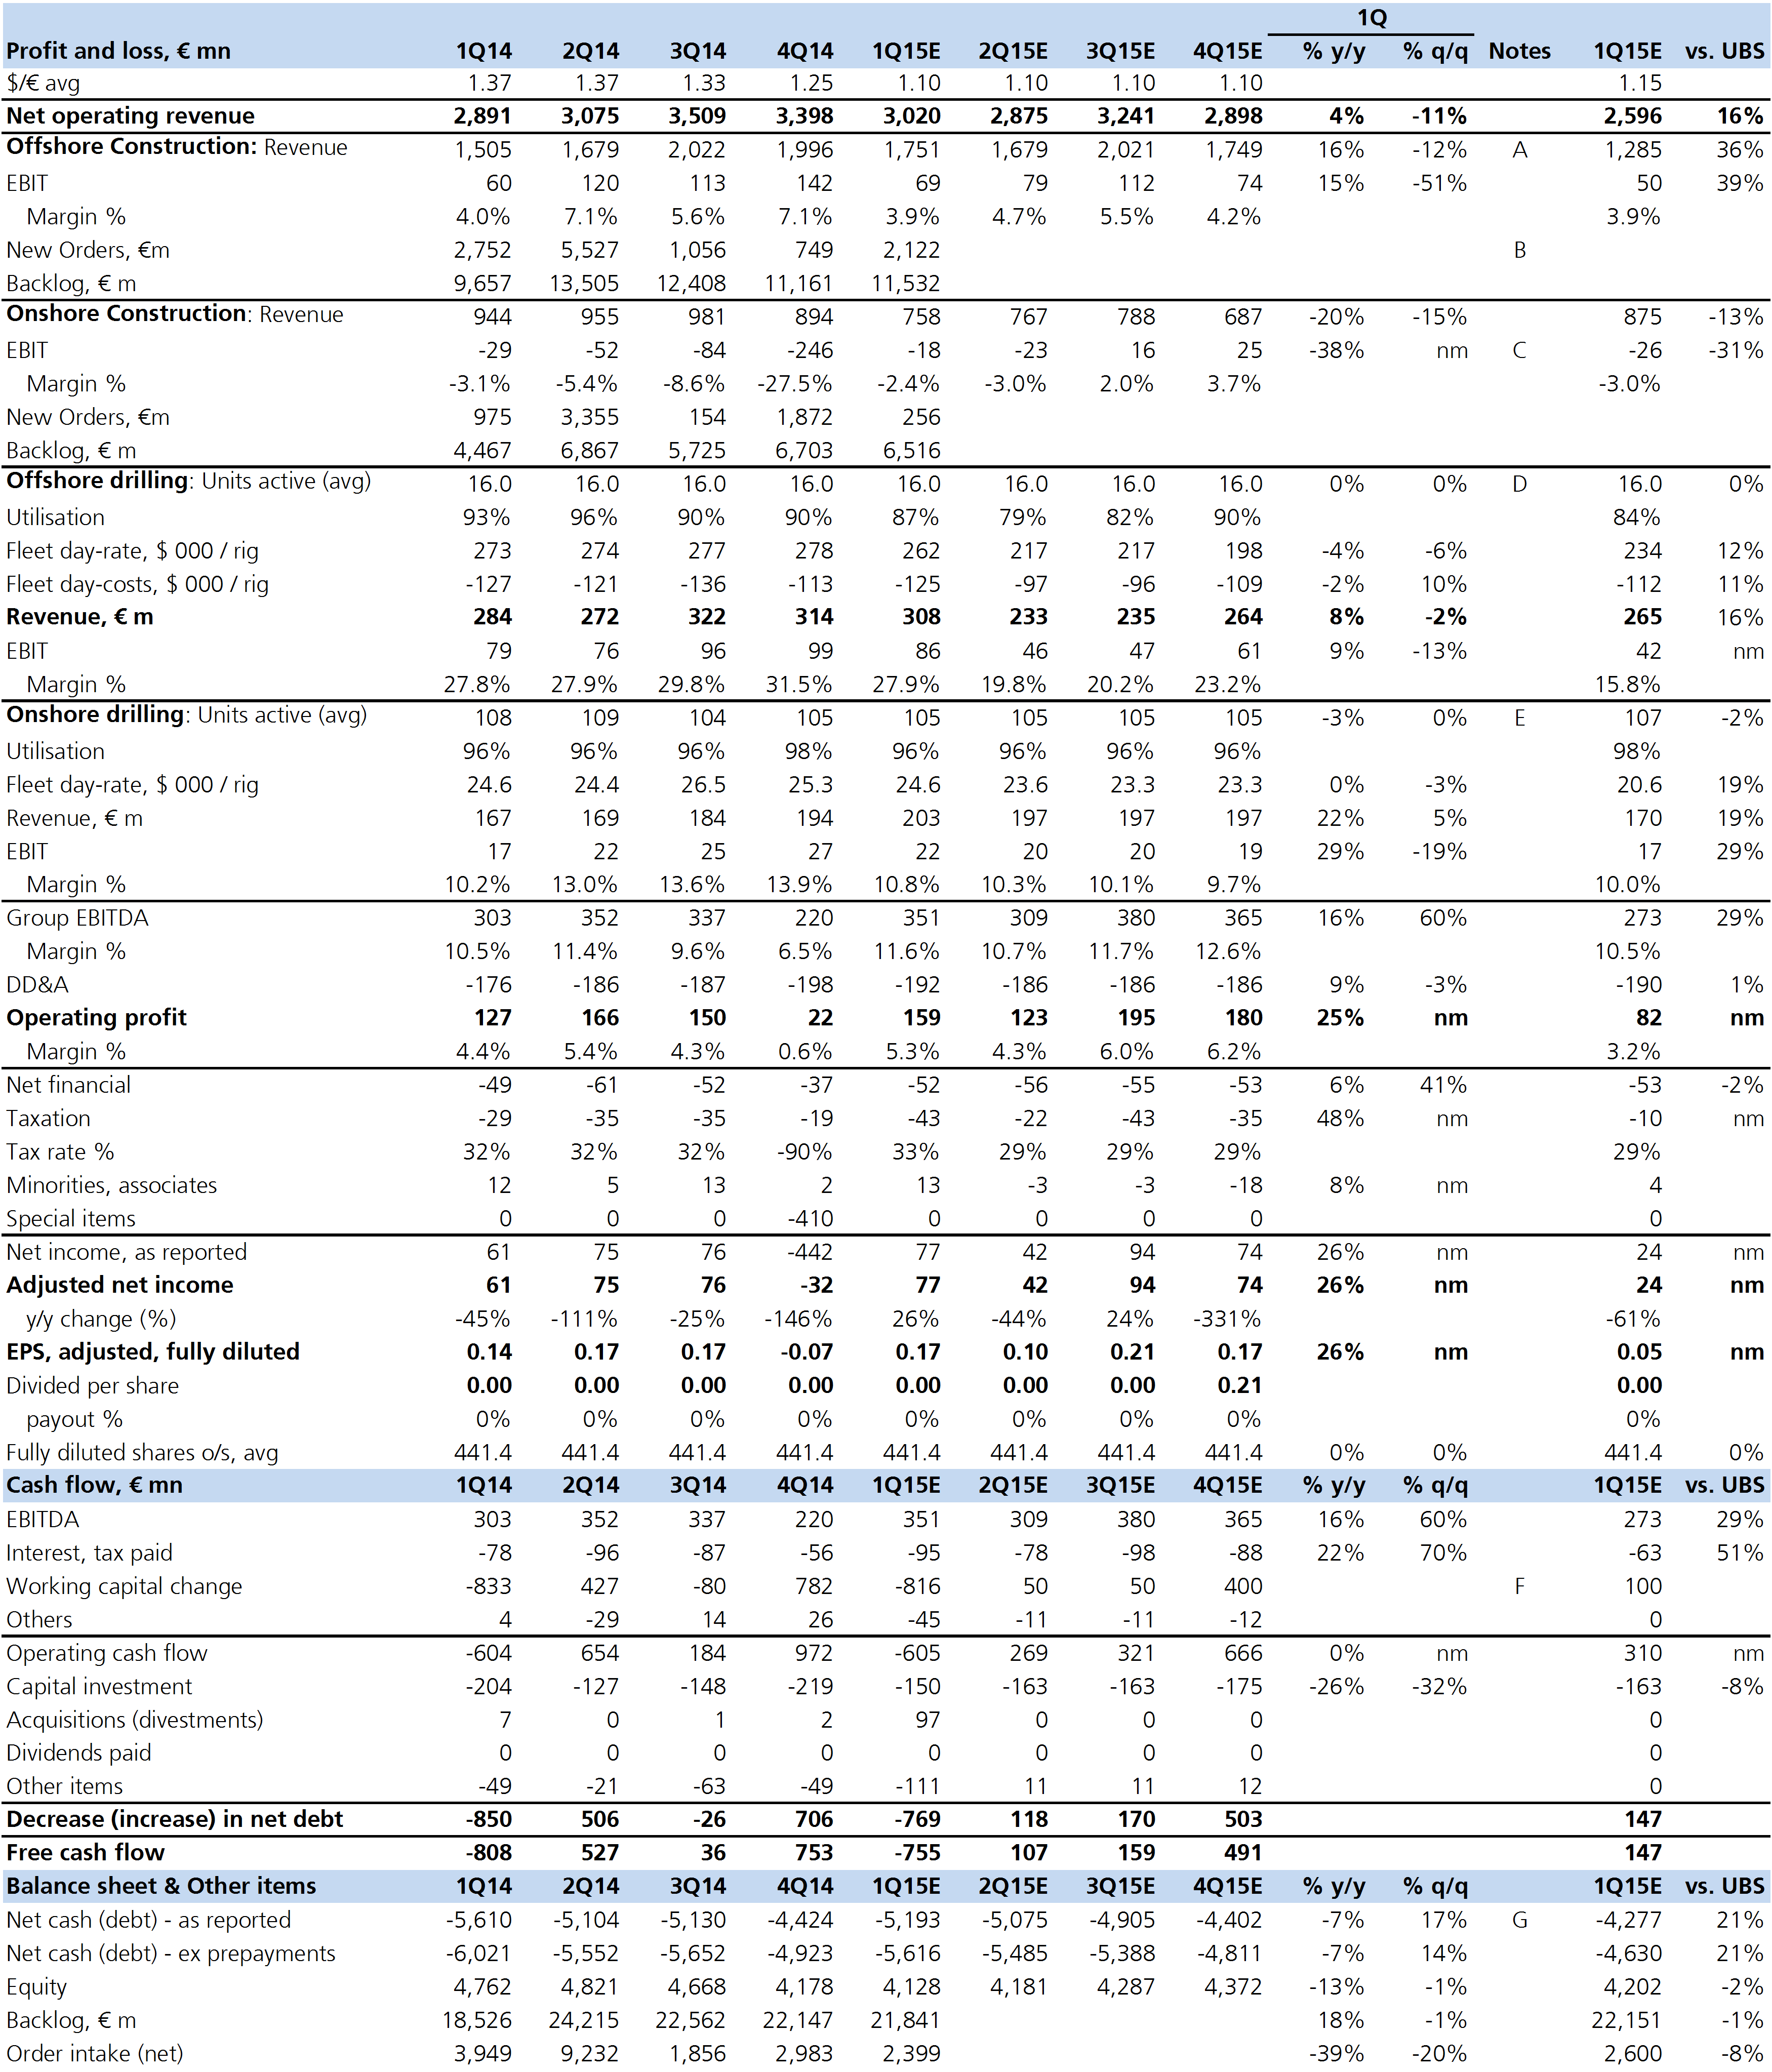 1Q
Profit and loss, € mn 1Q14 2Q14 3Q14 4Q14 1Q15E 2Q15E 3Q15E 4Q15E % y/y % q/q Notes 1Q15E vs. UBS
$/€ avg 1.37 1.37 1.33 1.25 1.10 1.10 1.10 1.10 1.15
Net operating revenue 2,891 3,075 3,509 3,398 3,020 2,875 3,241 2,898 4% -11% 2,596 16%
Offshore Construction: Revenue 1,505 1,679 2,022 1,996 1,751 1,679 2,021 1,749 16% -12% A 1,285 36%
EBIT 60 120 113 142 69 79 112 74 15% -51% 50 39%
Margin % 4.0% 7.1% 5.6% 7.1% 3.9% 4.7% 5.5% 4.2% 3.9%
New Orders, €m 2,752 5,527 1,056 749 2,122 B
Backlog, € m 9,657 13,505 12,408 11,161 11,532
Onshore Construction: Revenue 944 955 981 894 758 767 788 687 -20% -15% 875 -13%
EBIT -29 -52 -84 -246 -18 -23 16 25 -38% nm C -26 -31%
Margin % -3.1% -5.4% -8.6% -27.5% -2.4% -3.0% 2.0% 3.7% -3.0%
New Orders, €m 975 3,355 154 1,872 256
Backlog, € m 4,467 6,867 5,725 6,703 6,516
Offshore drilling: Units active (avg) 16.0 16.0 16.0 16.0 16.0 16.0 16.0 16.0 0% 0% D 16.0 0%
Utilisation 93% 96% 90% 90% 87% 79% 82% 90% 84%
Fleet day-rate, $ 000 / rig 273 274 277 278 262 217 217 198 -4% -6% 234 12%
Fleet day-costs, $ 000 / rig -127 -121 -136 -113 -125 -97 -96 -109 -2% 10% -112 11%
Revenue, € m 284 272 322 314 308 233 235 264 8% -2% 265 16%
EBIT 79 76 96 99 86 46 47 61 9% -13% 42 nm
Margin % 27.8% 27.9% 29.8% 31.5% 27.9% 19.8% 20.2% 23.2% 15.8%
Onshore drilling: Units active (avg) 108 109 104 105 105 105 105 105 -3% 0% E 107 -2%
Utilisation 96% 96% 96% 98% 96% 96% 96% 96% 98%
Fleet day-rate, $ 000 / rig 24.6 24.4 26.5 25.3 24.6 23.6 23.3 23.3 0% -3% 20.6 19%
Revenue, € m 167 169 184 194 203 197 197 197 22% 5% 170 19%
EBIT 17 22 25 27 22 20 20 19 29% -19% 17 29%
Margin % 10.2% 13.0% 13.6% 13.9% 10.8% 10.3% 10.1% 9.7% 10.0%
Group EBITDA 303 352 337 220 351 309 380 365 16% 60% 273 29%
Margin % 10.5% 11.4% 9.6% 6.5% 11.6% 10.7% 11.7% 12.6% 10.5%
DD&A -176 -186 -187 -198 -192 -186 -186 -186 9% -3% -190 1%
Operating profit 127 166 150 22 159 123 195 180 25% nm 82 nm
Margin % 4.4% 5.4% 4.3% 0.6% 5.3% 4.3% 6.0% 6.2% 3.2%
Net financial -49 -61 -52 -37 -52 -56 -55 -53 6% 41% -53 -2%
Taxation -29 -35 -35 -19 -43 -22 -43 -35 48% nm -10 nm
Tax rate % 32% 32% 32% -90% 33% 29% 29% 29% 29%
Minorities, associates 12 5 13 2 13 -3 -3 -18 8% nm 4
Special items 0 0 0 -410 0 0 0 0 0
Net income, as reported 61 75 76 -442 77 42 94 74 26% nm 24 nm
Adjusted net income 61 75 76 -32 77 42 94 74 26% nm 24 nm
y/y change (%) -45% -111% -25% -146% 26% -44% 24% -331% -61%
EPS, adjusted, fully diluted 0.14 0.17 0.17 -0.07 0.17 0.10 0.21 0.17 26% nm 0.05 nm
Divided per share 0.00 0.00 0.00 0.00 0.00 0.00 0.00 0.21 0.00
payout % 0% 0% 0% 0% 0% 0% 0% 0% 0%
Fully diluted shares o/s, avg 441.4 441.4 441.4 441.4 441.4 441.4 441.4 441.4 0% 0% 441.4 0%
Cash flow, € mn 1Q14 2Q14 3Q14 4Q14 1Q15E 2Q15E 3Q15E 4Q15E % y/y % q/q 1Q15E vs. UBS
EBITDA 303 352 337 220 351 309 380 365 16% 60% 273 29%
Interest, tax paid -78 -96 -87 -56 -95 -78 -98 -88 22% 70% -63 51%
Working capital change -833 427 -80 782 -816 50 50 400 F 100
Others 4 -29 14 26 -45 -11 -11 -12 0
Operating cash flow -604 654 184 972 -605 269 321 666 0% nm 310 nm
Capital investment -204 -127 -148 -219 -150 -163 -163 -175 -26% -32% -163 -8%
Acquisitions (divestments) 7 0 1 2 97 0 0 0 0
Dividends paid 0 0 0 0 0 0 0 0 0
Other items -49 -21 -63 -49 -111 11 11 12 0
Decrease (increase) in net debt -850 506 -26 706 -769 118 170 503 147
Free cash flow -808 527 36 753 -755 107 159 491 147
Balance sheet & Other items 1Q14 2Q14 3Q14 4Q14 1Q15E 2Q15E 3Q15E 4Q15E % y/y % q/q 1Q15E vs. UBS
Net cash (debt) - as reported -5,610 -5,104 -5,130 -4,424 -5,193 -5,075 -4,905 -4,402 -7% 17% G -4,277 21%
Net cash (debt) - ex prepayments -6,021 -5,552 -5,652 -4,923 -5,616 -5,485 -5,388 -4,811 -7% 14% -4,630 21%
Equity 4,762 4,821 4,668 4,178 4,128 4,181 4,287 4,372 -13% -1% 4,202 -2%
Backlog, € m 18,526 24,215 22,562 22,147 21,841 18% -1% 22,151 -1%
Order intake (net) 3,949 9,232 1,856 2,983 2,399 -39% -20% 2,600 -8%